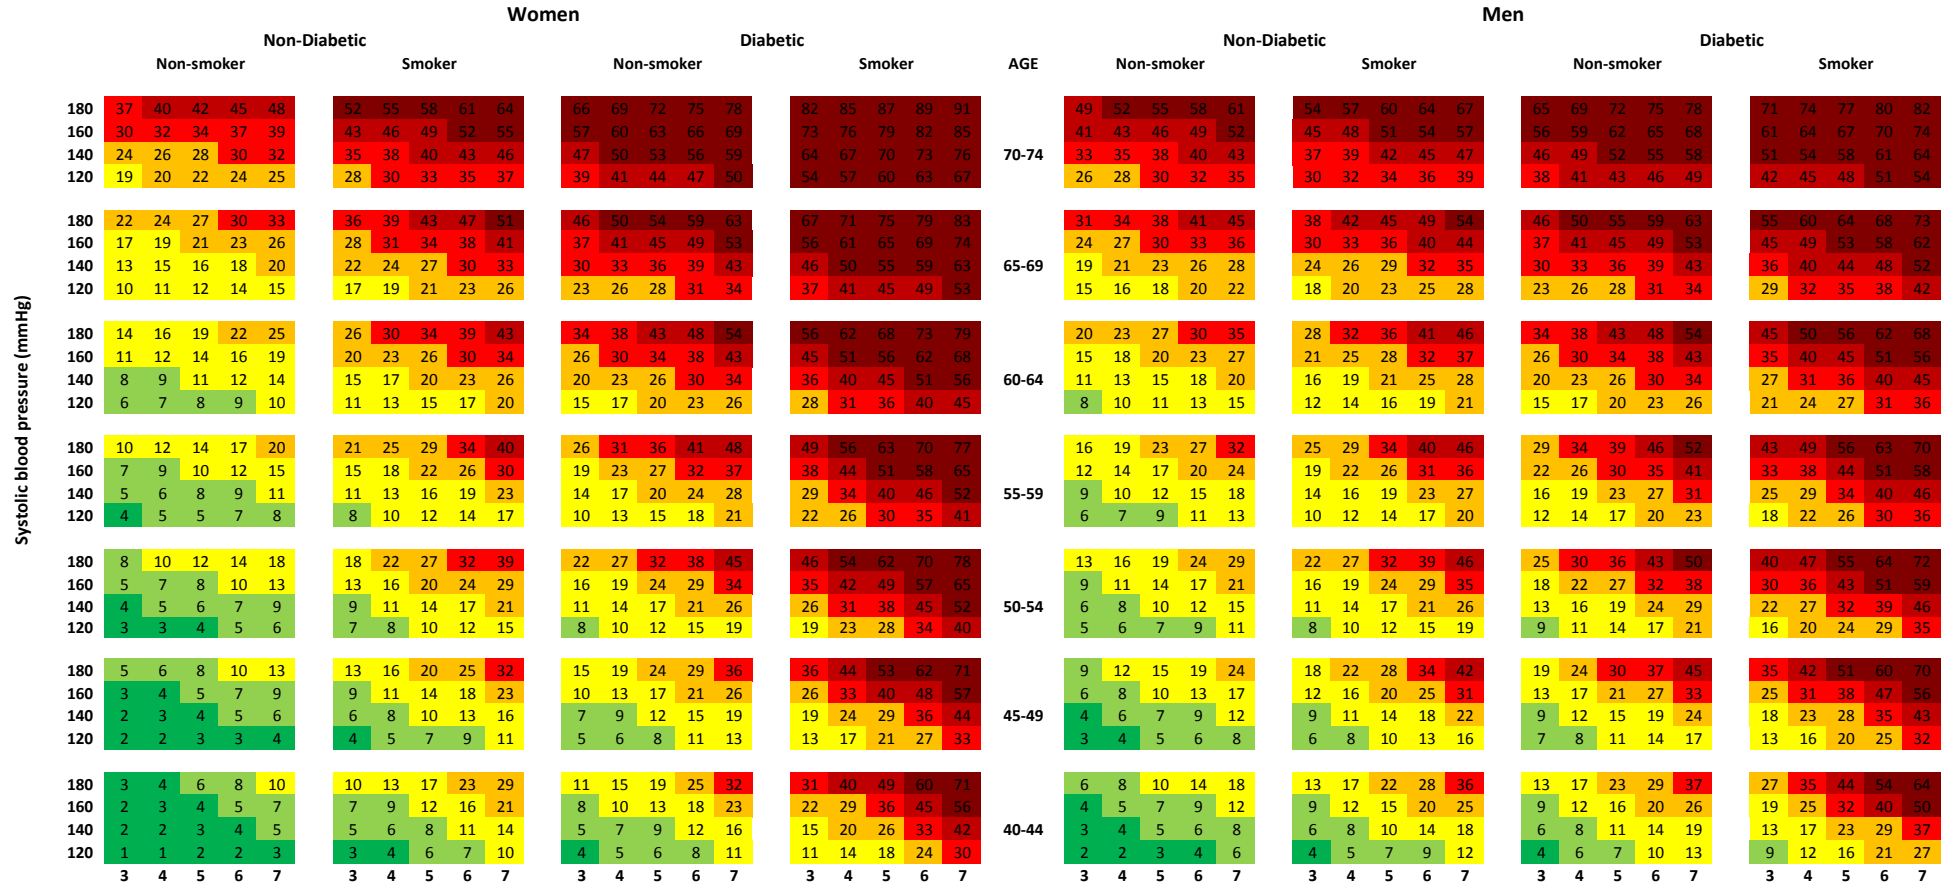 Women Men
Non-Diabetic Diabetic Non-Diabetic Diabetic
Non-smoker Smoker Non-smoker Smoker AGE Non-smoker Smoker Non-smoker Smoker
Systolic blood pressure (mmHg)
180 37 40 42 45 48 52 55 58 61 64 66 69 72 75 78 82 85 87 89 91 49 52 55 58 61 54 57 60 64 67 65 69 72 75 78 71 74 77 80 82
160 30 32 34 37 39 43 46 49 52 55 57 60 63 66 69 73 76 79 82 85 41 43 46 49 52 45 48 51 54 57 56 59 62 65 68 61 64 67 70 74
140 24 26 28 30 32 35 38 40 43 46 47 50 53 56 59 64 67 70 73 76 70-74 33 35 38 40 43 37 39 42 45 47 46 49 52 55 58 51 54 58 61 64
120 19 20 22 24 25 28 30 33 35 37 39 41 44 47 50 54 57 60 63 67 26 28 30 32 35 30 32 34 36 39 38 41 43 46 49 42 45 48 51 54
180 22 24 27 30 33 36 39 43 47 51 46 50 54 59 63 67 71 75 79 83 31 34 38 41 45 38 42 45 49 54 46 50 55 59 63 55 60 64 68 73
160 17 19 21 23 26 28 31 34 38 41 37 41 45 49 53 56 61 65 69 74 24 27 30 33 36 30 33 36 40 44 37 41 45 49 53 45 49 53 58 62
140 13 15 16 18 20 22 24 27 30 33 30 33 36 39 43 46 50 55 59 63 65-69 19 21 23 26 28 24 26 29 32 35 30 33 36 39 43 36 40 44 48 52
120 10 11 12 14 15 17 19 21 23 26 23 26 28 31 34 37 41 45 49 53 15 16 18 20 22 18 20 23 25 28 23 26 28 31 34 29 32 35 38 42
180 14 16 19 22 25 26 30 34 39 43 34 38 43 48 54 56 62 68 73 79 20 23 27 30 35 28 32 36 41 46 34 38 43 48 54 45 50 56 62 68
160 11 12 14 16 19 20 23 26 30 34 26 30 34 38 43 45 51 56 62 68 15 18 20 23 27 21 25 28 32 37 26 30 34 38 43 35 40 45 51 56
140 8 9 11 12 14 15 17 20 23 26 20 23 26 30 34 36 40 45 51 56 60-64 11 13 15 18 20 16 19 21 25 28 20 23 26 30 34 27 31 36 40 45
120 6 7 8 9 10 11 13 15 17 20 15 17 20 23 26 28 31 36 40 45 8 10 11 13 15 12 14 16 19 21 15 17 20 23 26 21 24 27 31 36
180 10 12 14 17 20 21 25 29 34 40 26 31 36 41 48 49 56 63 70 77 16 19 23 27 32 25 29 34 40 46 29 34 39 46 52 43 49 56 63 70
160 7 9 10 12 15 15 18 22 26 30 19 23 27 32 37 38 44 51 58 65 12 14 17 20 24 19 22 26 31 36 22 26 30 35 41 33 38 44 51 58
140 5 6 8 9 11 11 13 16 19 23 14 17 20 24 28 29 34 40 46 52 55-59 9 10 12 15 18 14 16 19 23 27 16 19 23 27 31 25 29 34 40 46
120 4 5 5 7 8 8 10 12 14 17 10 13 15 18 21 22 26 30 35 41 6 7 9 11 13 10 12 14 17 20 12 14 17 20 23 18 22 26 30 36
180 8 10 12 14 18 18 22 27 32 39 22 27 32 38 45 46 54 62 70 78 13 16 19 24 29 22 27 32 39 46 25 30 36 43 50 40 47 55 64 72
160 5 7 8 10 13 13 16 20 24 29 16 19 24 29 34 35 42 49 57 65 9 11 14 17 21 16 19 24 29 35 18 22 27 32 38 30 36 43 51 59
140 4 5 6 7 9 9 11 14 17 21 11 14 17 21 26 26 31 38 45 52 50-54 6 8 10 12 15 11 14 17 21 26 13 16 19 24 29 22 27 32 39 46
120 3 3 4 5 6 7 8 10 12 15 8 10 12 15 19 19 23 28 34 40 5 6 7 9 11 8 10 12 15 19 9 11 14 17 21 16 20 24 29 35
180 5 6 8 10 13 13 16 20 25 32 15 19 24 29 36 36 44 53 62 71 9 12 15 19 24 18 22 28 34 42 19 24 30 37 45 35 42 51 60 70
160 3 4 5 7 9 9 11 14 18 23 10 13 17 21 26 26 33 40 48 57 6 8 10 13 17 12 16 20 25 31 13 17 21 27 33 25 31 38 47 56
140 2 3 4 5 6 6 8 10 13 16 7 9 12 15 19 19 24 29 36 44 45-49 4 6 7 9 12 9 11 14 18 22 9 12 15 19 24 18 23 28 35 43
120 2 2 3 3 4 4 5 7 9 11 5 6 8 11 13 13 17 21 27 33 3 4 5 6 8 6 8 10 13 16 7 8 11 14 17 13 16 20 25 32
180 3 4 6 8 10 10 13 17 23 29 11 15 19 25 32 31 40 49 60 71 6 8 10 14 18 13 17 22 28 36 13 17 23 29 37 27 35 44 54 64
160 2 3 4 5 7 7 9 12 16 21 8 10 13 18 23 22 29 36 45 56 4 5 7 9 12 9 12 15 20 25 9 12 16 20 26 19 25 32 40 50
140 2 2 3 4 5 5 6 8 11 14 5 7 9 12 16 15 20 26 33 42 40-44 3 4 5 6 8 6 8 10 14 18 6 8 11 14 19 13 17 23 29 37
120 1 1 2 2 3 3 4 6 7 10 4 5 6 8 11 11 14 18 24 30 2 2 3 4 6 4 5 7 9 12 4 6 7 10 13 9 12 16 21 27
3 4 5 6 7 3 4 5 6 7 3 4 5 6 7 3 4 5 6 7 3 4 5 6 7 3 4 5 6 7 3 4 5 6 7 3 4 5 6 7